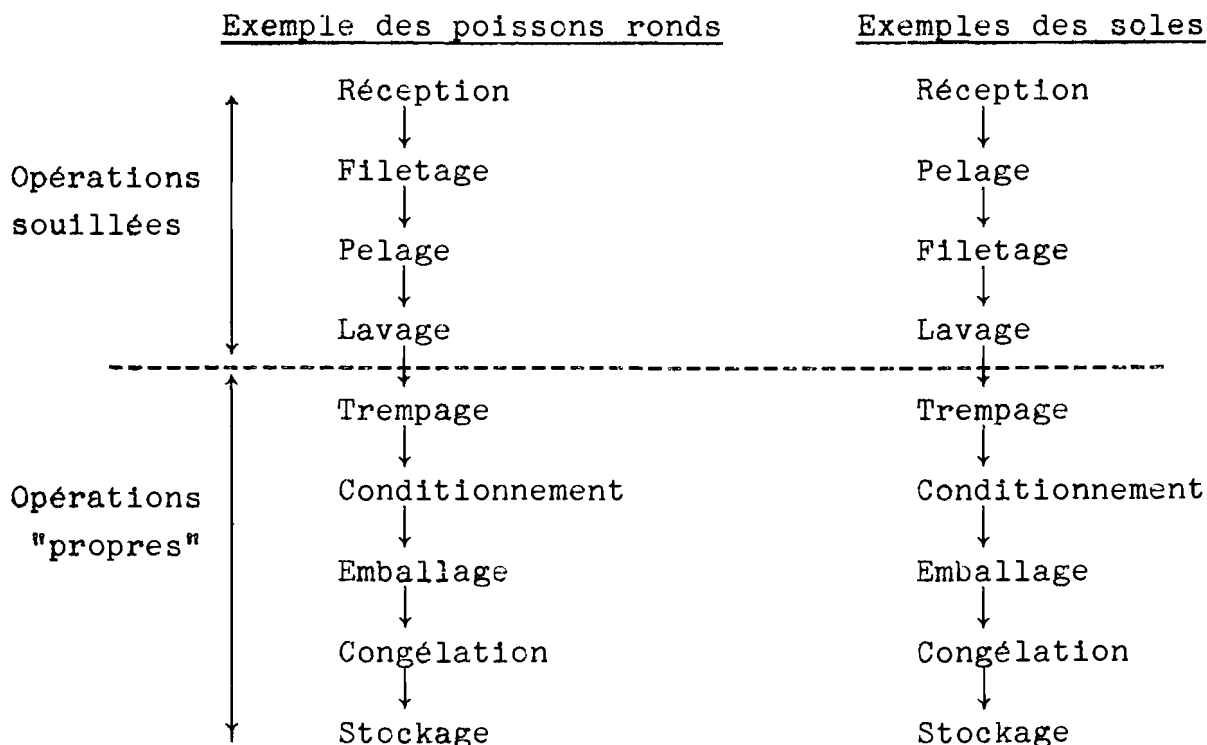 Exemple des poissons ronds Exemples des soles
Réception Réception
Opérations Filetage Pelage
souillées
Pelage Filetage
Lavage Lavage
Trempage Trempage
Opérations Conditionnement Conditionnement
"propres"
Emballage Emballage
Congélation Congélation
Stockage Stockage